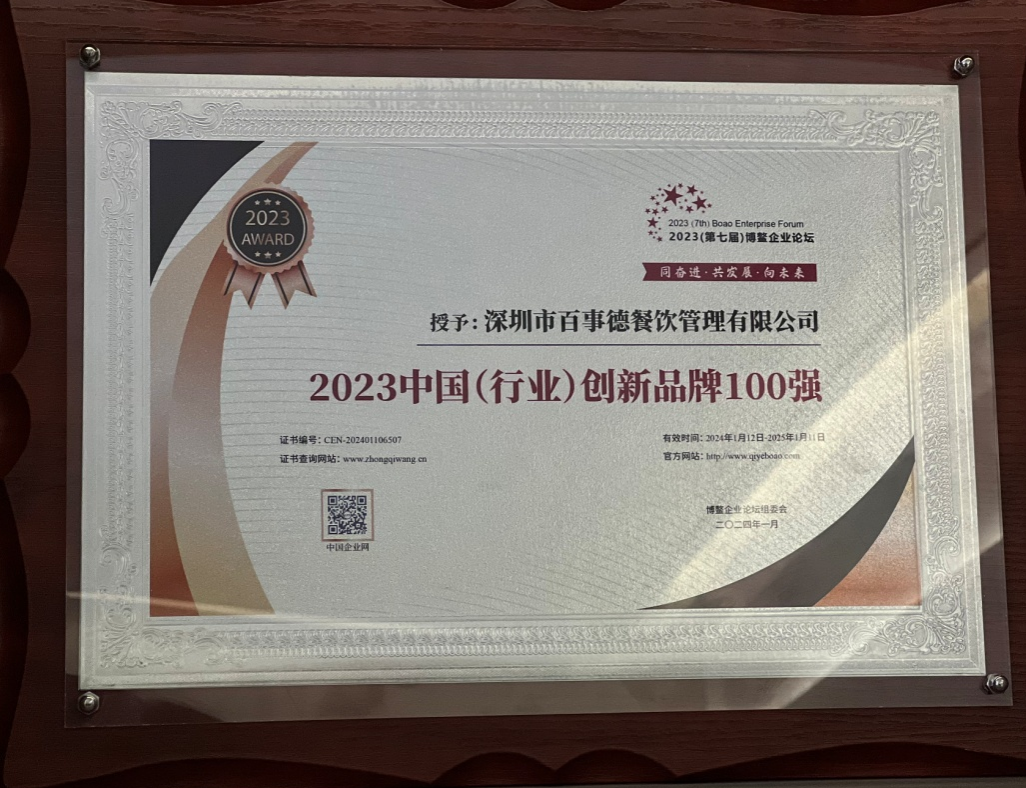 2023
AWARD
2023 (7th) Boao Enterprise Forum
2023(第七届)博鳌企业论坛
同奋进·共发展·向未来
授予:深圳市百事德餐饮管理有限公司
2023中国(行业)创新品牌100强
证书编号: CEN-202401106507
证书查询网站: www.zhongqiwang.cn
有效时间: 2024年1月12日-2025年1月11日
官方网站: http://www.qiyeboao.com
中国企业网
博鳌企业论坛组委会
二〇二四年一月